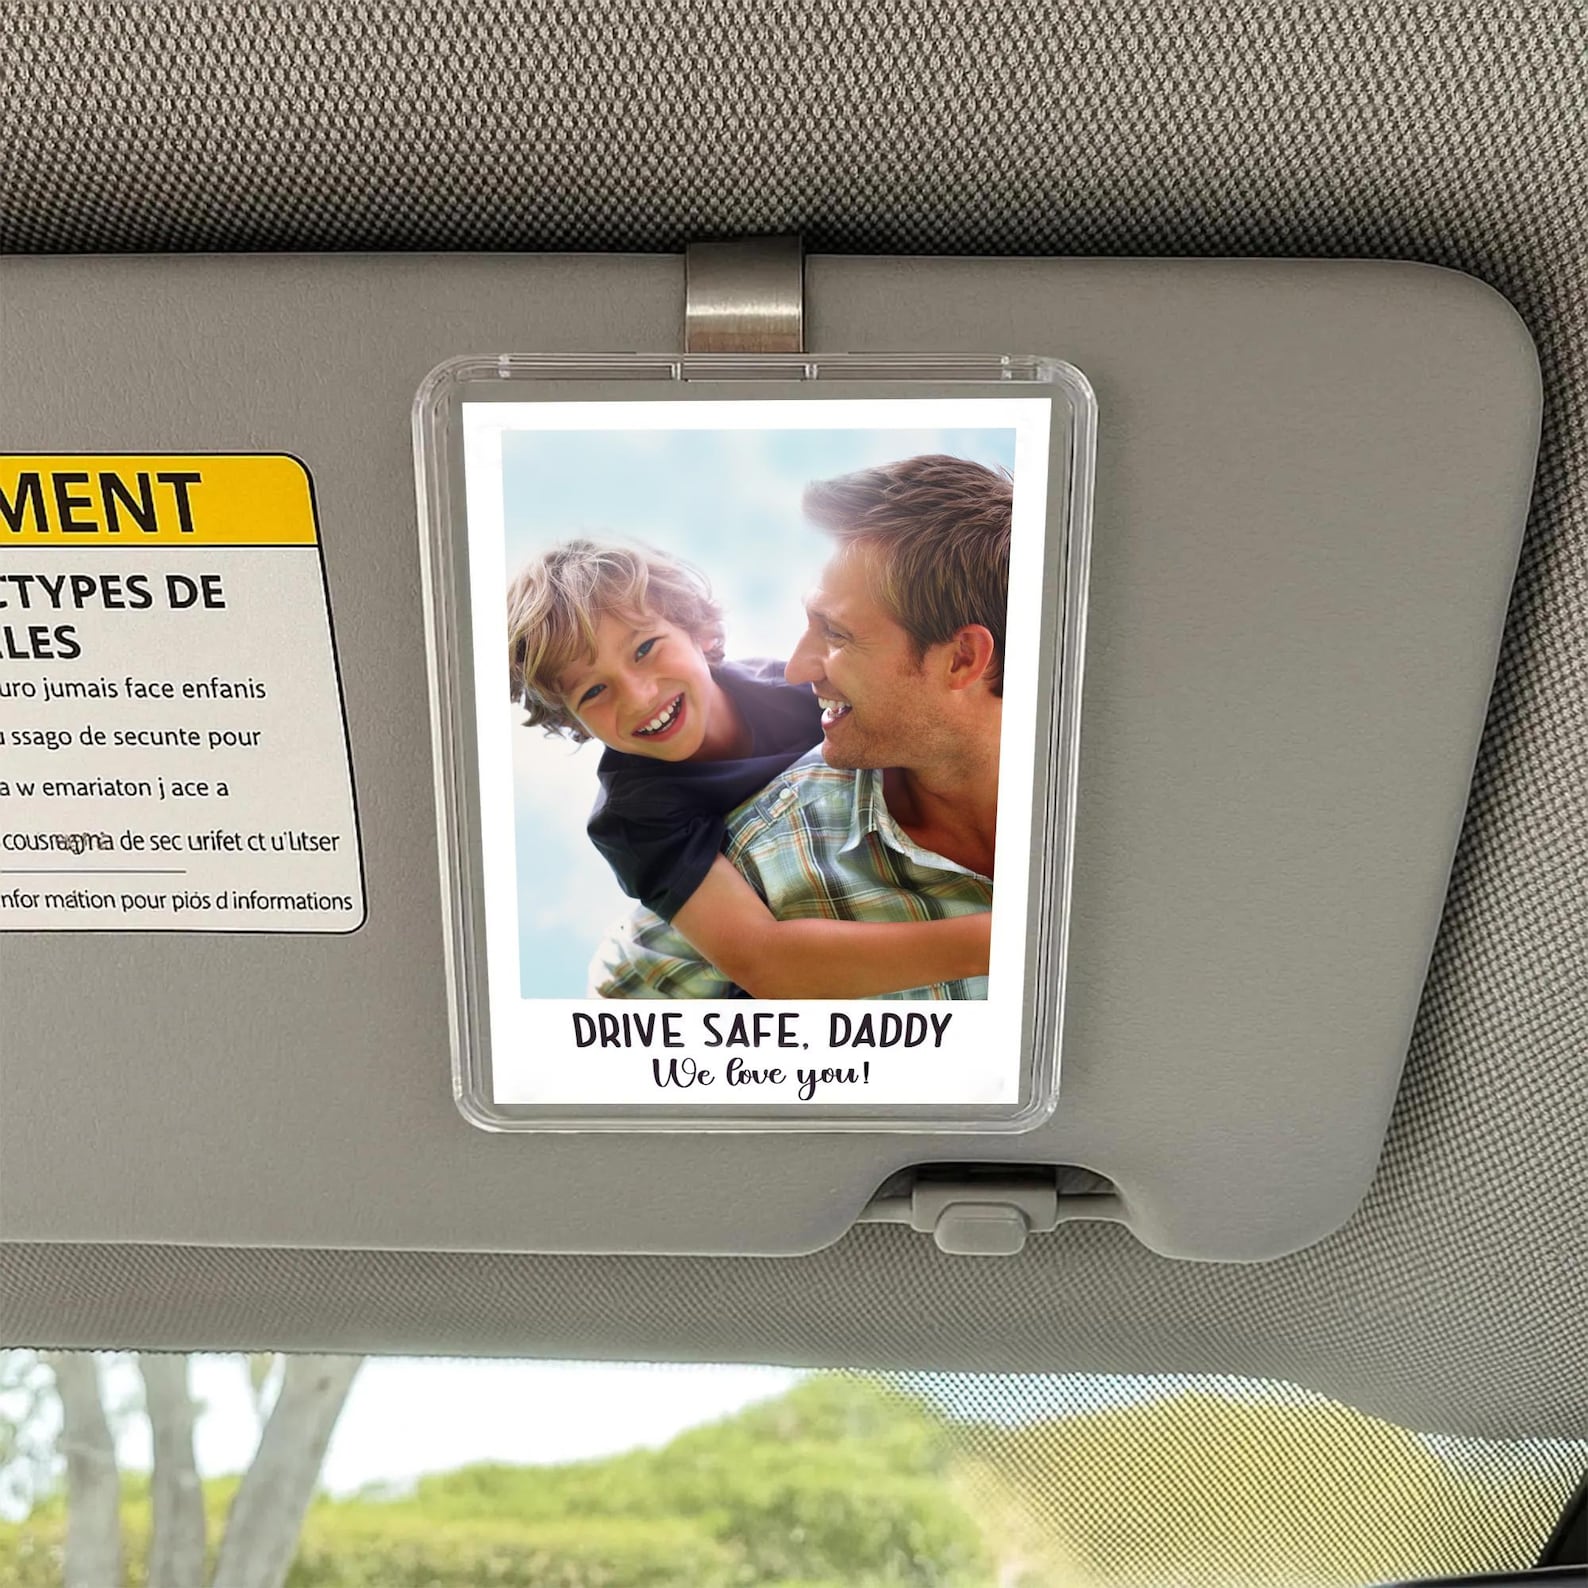 MENT
CTYPES DE
LES
uro jumais face enfanis
ssago de secunte pour
a w emariaton j ace a
de sec urifet ct u'litser
nfor mation pour piós d informations
DRIVE SAFE, DADDY
We love you!